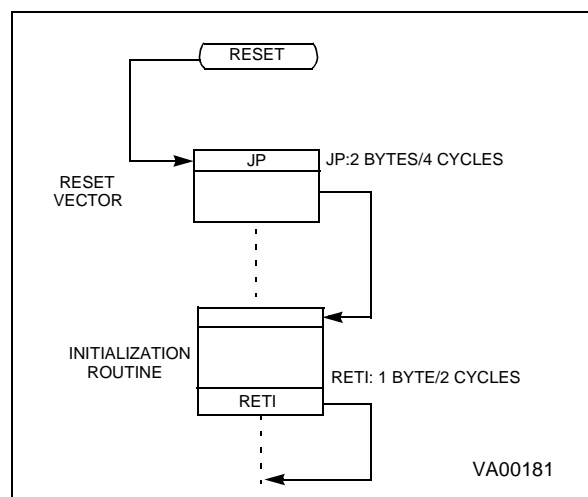 RESET
JP
JP:2 BYTES/4 CYCLES
RESET
VECTOR
INITIALIZATION
ROUTINE
RETI: 1 BYTE/2 CYCLES
RETI
VA00181